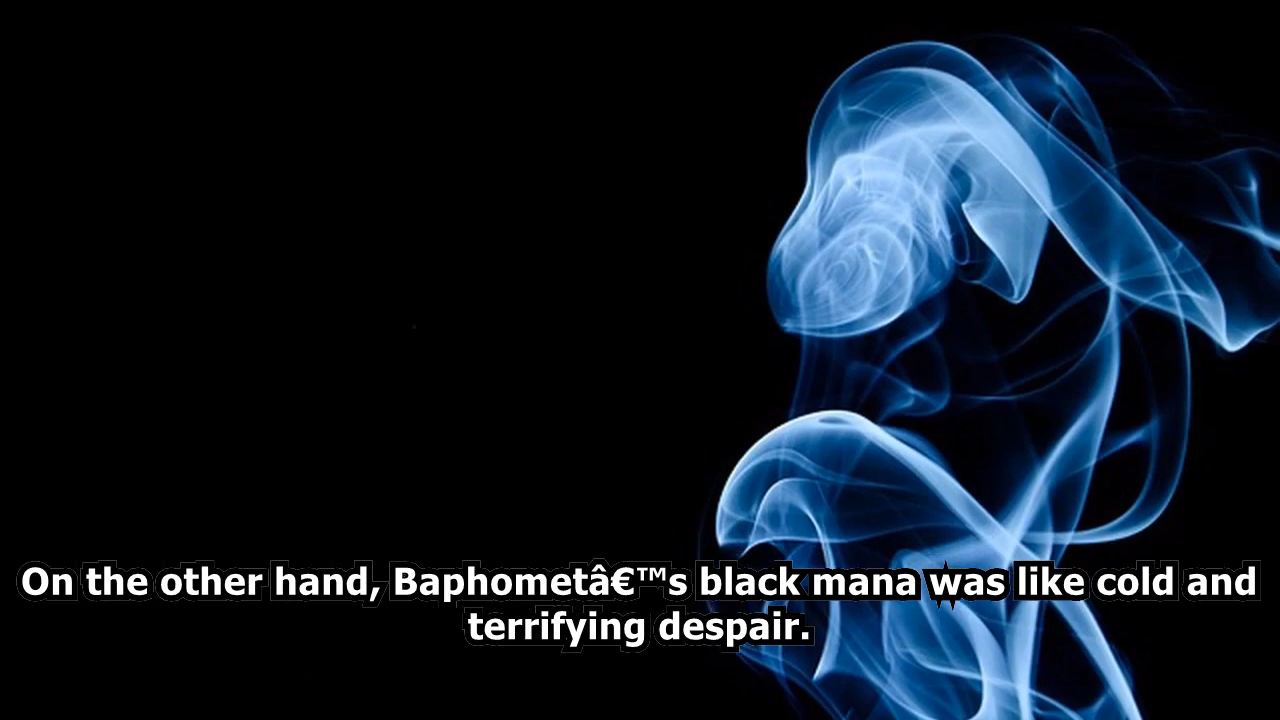 On the other hand, Baphometâ€™s black mana was like cold and
terrifying despair.